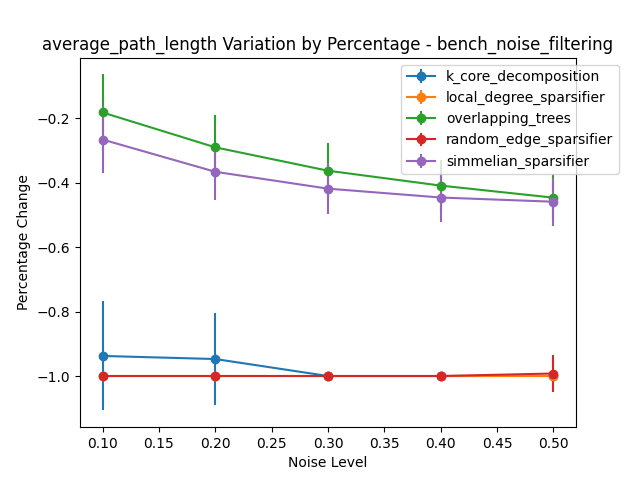 average_path_length Variation by Percentage - bench_noise_filtering
k_core_decomposition
local_degree_sparsifier
overlapping_trees
random_edge_sparsifier
simmelian_sparsifier
Percentage Change
−0.2
−0.4
−0.6
−0.8
−1.0
0.10 0.15 0.20 0.25 0.30 0.35 0.40 0.45 0.50
Noise Level